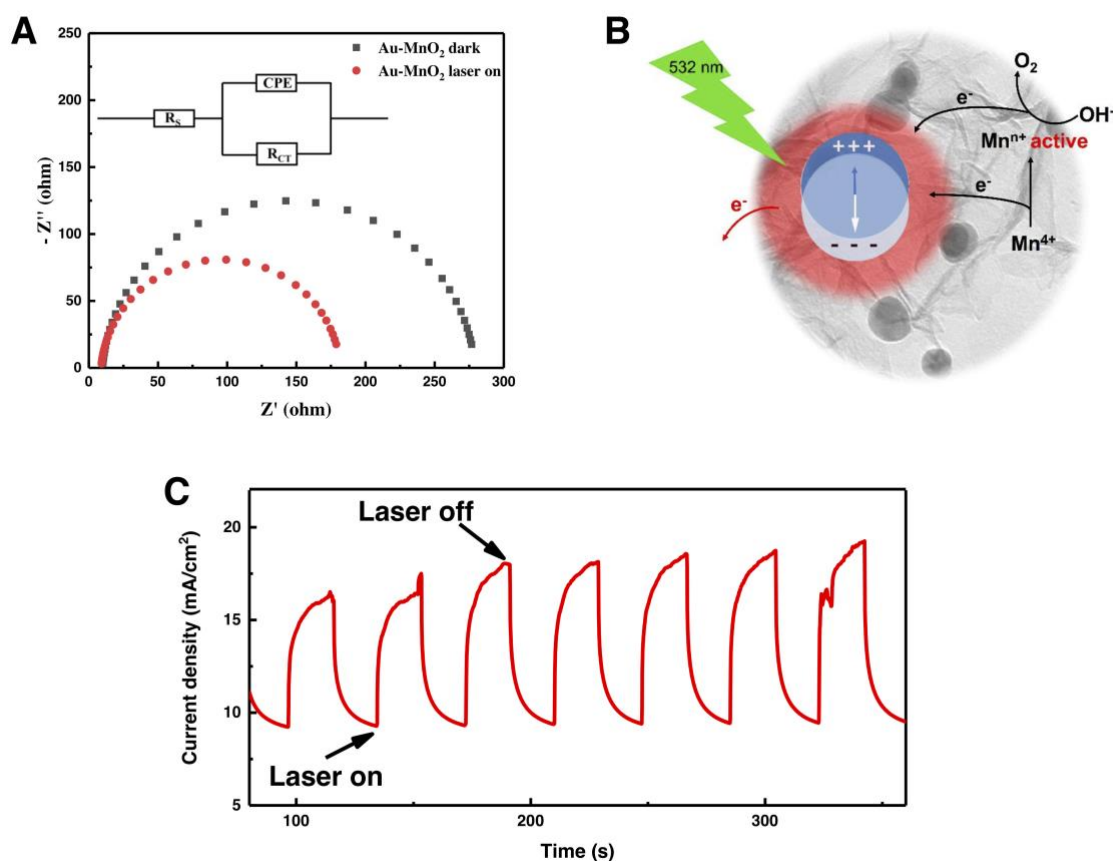 A
250
200
150
100
50
0
- Z" (ohm)
Au-MnO₂ dark
Au-MnO₂ laser on
CPE
R_S
R_CT
0 50 100 150 200 250 300
Z' (ohm)
B
532 nm
O₂
e⁻
OH⁻
Mnⁿ⁺ active
+ + +
e⁻
e⁻
Mn⁴⁺
- - -
C
Laser off
20
15
10
5
Current density (mA/cm²)
Laser on
100 200 300
Time (s)